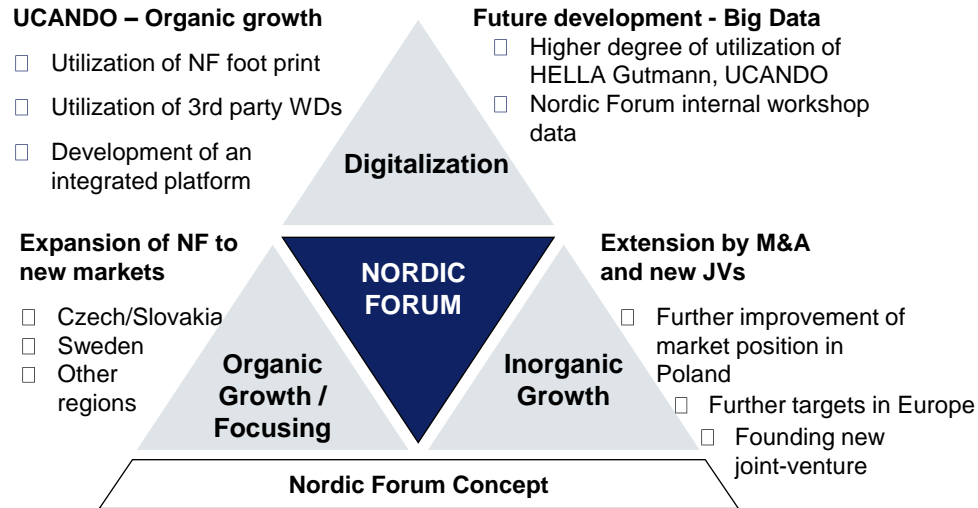 UCANDO – Organic growth
Utilization of NF foot print
Utilization of 3rd party WDs
Development of an
integrated platform
Future development - Big Data
Higher degree of utilization of
HELLA Gutmann, UCANDO
Nordic Forum internal workshop
data
Digitalization
Expansion of NF to
new markets
Czech/Slovakia
Sweden
Other
regions
NORDIC
FORUM
Organic
Growth /
Focusing
Inorganic
Growth
Extension by M&A
and new JVs
Further improvement of
market position in
Poland
Further targets in Europe
Founding new
joint-venture
Nordic Forum Concept